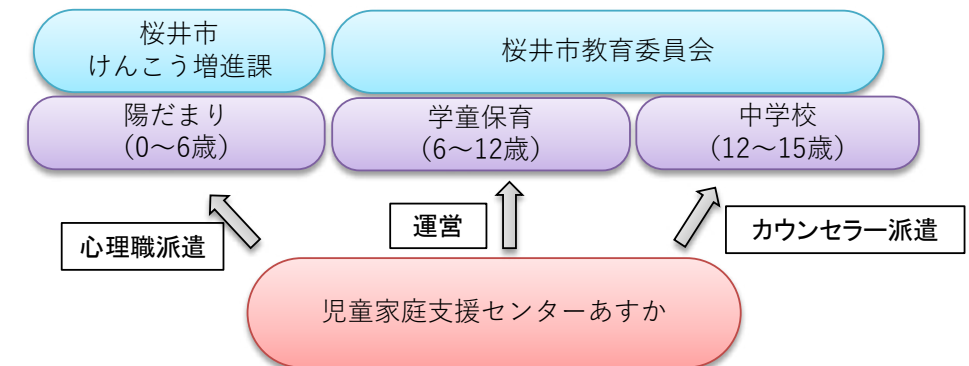 桜井市
けんこう増進課
桜井市教育委員会
陽だまり
(0～6歳)
学童保育
(6～12歳)
中学校
(12～15歳)
心理職派遣
運営
カウンセラー派遣
児童家庭支援センターあすか